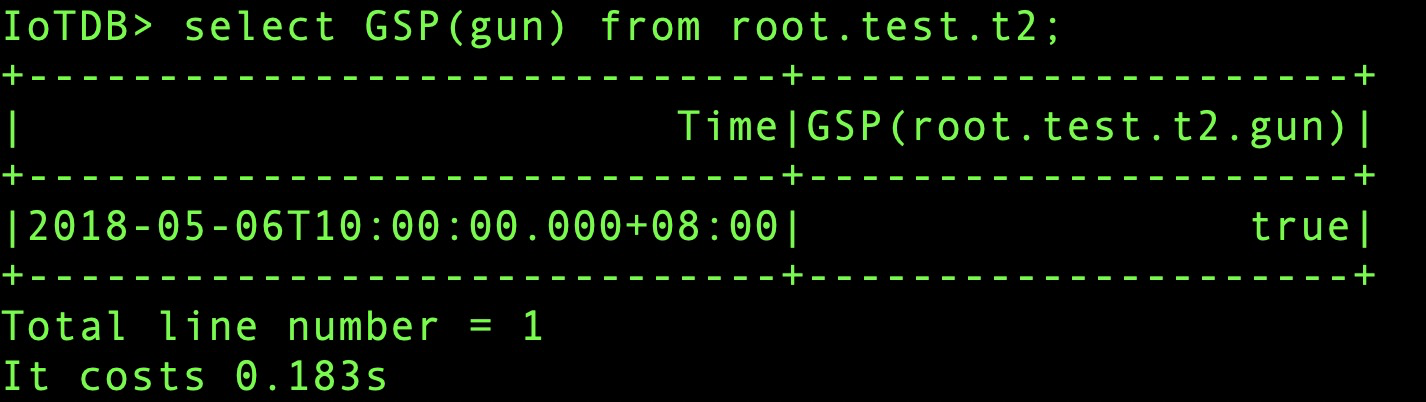 IoTDB> select GSP(gun) from root.test.t2;
+-----------------------------+---------------------+
|                         Time|GSP(root.test.t2.gun)|
+-----------------------------+---------------------+
|2018-05-06T10:00:00.000+08:00|                 true|
+-----------------------------+---------------------+
Total line number = 1
It costs 0.183s